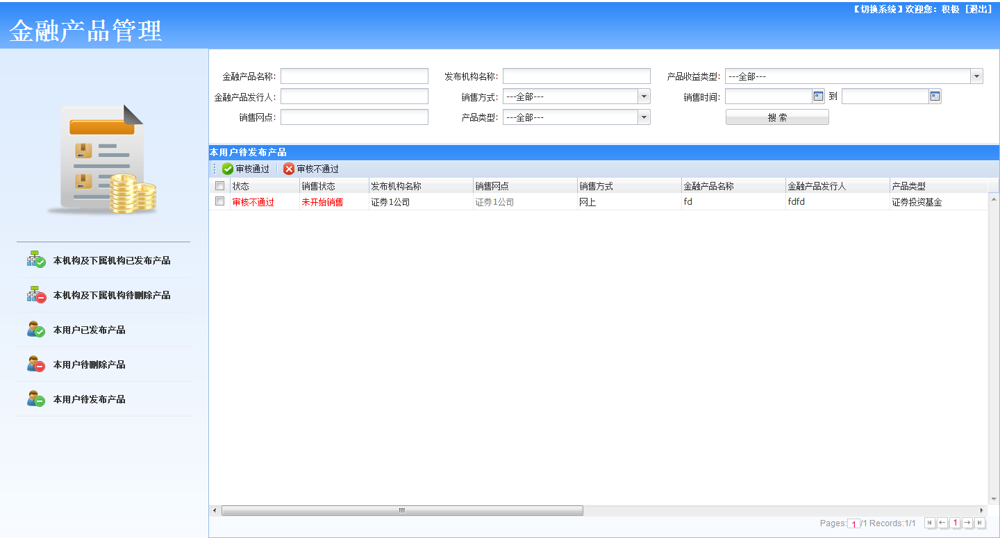 【切换系统】欢迎您：积极 [退出]
金融产品管理
金融产品名称： 发布机构名称： 产品收益类型： ---全部---
金融产品发行人： 销售方式： ---全部--- 销售时间： 到
销售网点： 产品类型： ---全部--- 搜 索
本用户待发布产品
审核通过 审核不通过
状态 销售状态 发布机构名称 销售网点 销售方式 金融产品名称 金融产品发行人 产品类型
审核不通过 未开始销售 证券1公司 证券1公司 网上 fd fdfd 证券投资基金
本机构及下属机构已发布产品
本机构及下属机构待删除产品
本用户已发布产品
本用户待删除产品
本用户待发布产品
Pages: 1 /1 Records:1/1 1